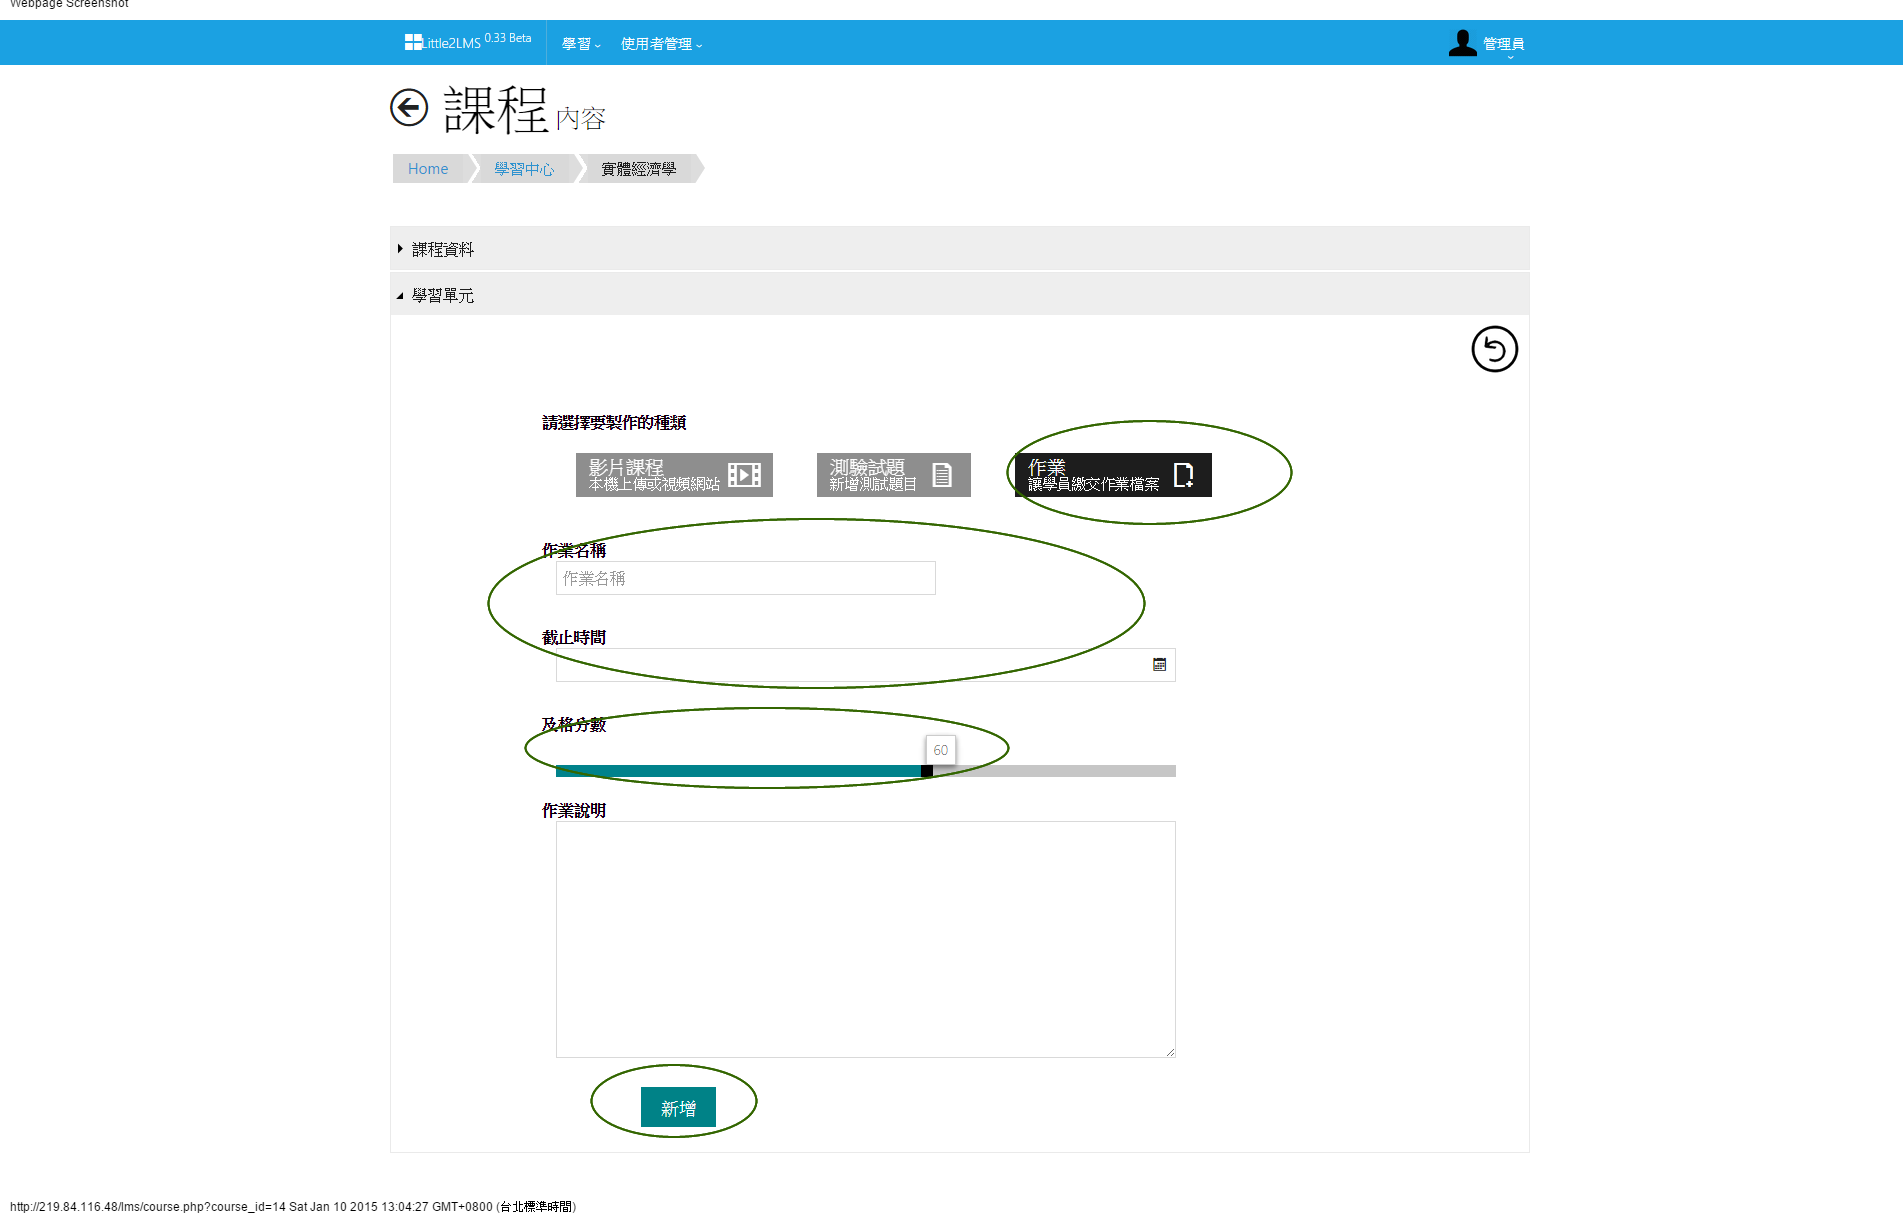 Webpage Screenshot
Little2LMS 0.33 Beta 學習 使用者管理 管理員
課程 內容
Home 學習中心 實體經濟學
課程資料
學習單元
請選擇要製作的種類
影片課程 測驗試題 作業
本機上傳或視頻網站 新增測試題目 讓學員繳交作業檔案
作業名稱
作業名稱
截止時間
及格分數
60
作業說明
新增
http://219.84.116.48/lms/course.php?course_id=14 Sat Jan 10 2015 13:04:27 GMT+0800 (台北標準時間)